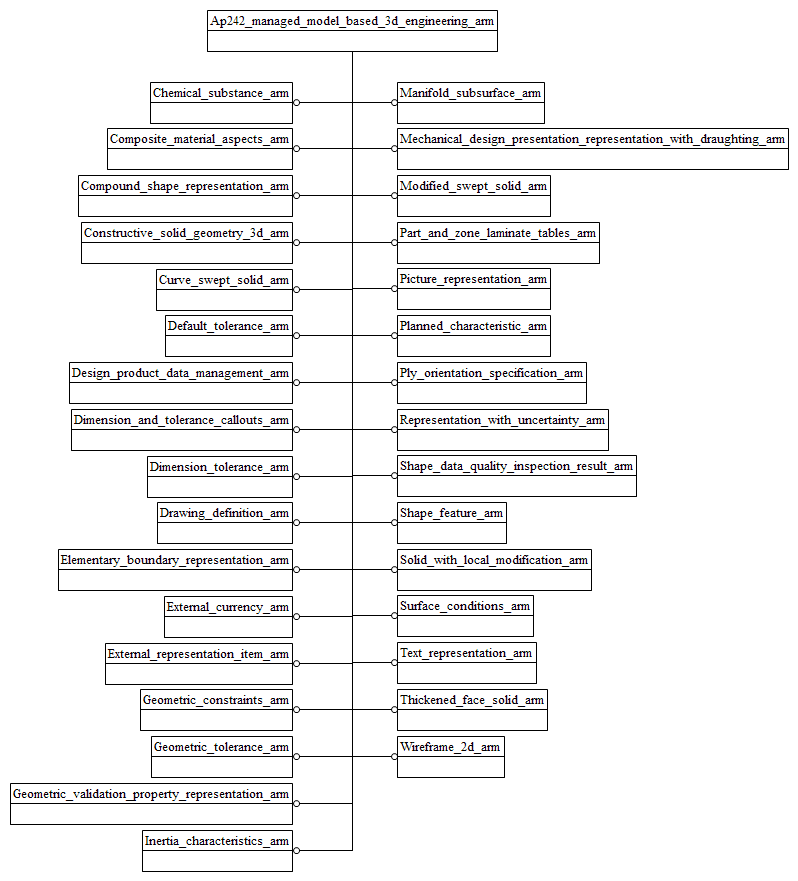 Ap242_managed_model_based_3d_engineering_arm
Chemical_substance_arm
Manifold_subsurface_arm
Composite_material_aspects_arm
Mechanical_design_presentation_representation_with_draughting_arm
Compound_shape_representation_arm
Modified_swept_solid_arm
Constructive_solid_geometry_3d_arm
Part_and_zone_laminate_tables_arm
Curve_swept_solid_arm
Picture_representation_arm
Default_tolerance_arm
Planned_characteristic_arm
Design_product_data_management_arm
Ply_orientation_specification_arm
Dimension_and_tolerance_callouts_arm
Representation_with_uncertainty_arm
Dimension_tolerance_arm
Shape_data_quality_inspection_result_arm
Drawing_definition_arm
Shape_feature_arm
Elementary_boundary_representation_arm
Solid_with_local_modification_arm
External_currency_arm
Surface_conditions_arm
External_representation_item_arm
Text_representation_arm
Geometric_constraints_arm
Thickened_face_solid_arm
Geometric_tolerance_arm
Wireframe_2d_arm
Geometric_validation_property_representation_arm
Inertia_characteristics_arm